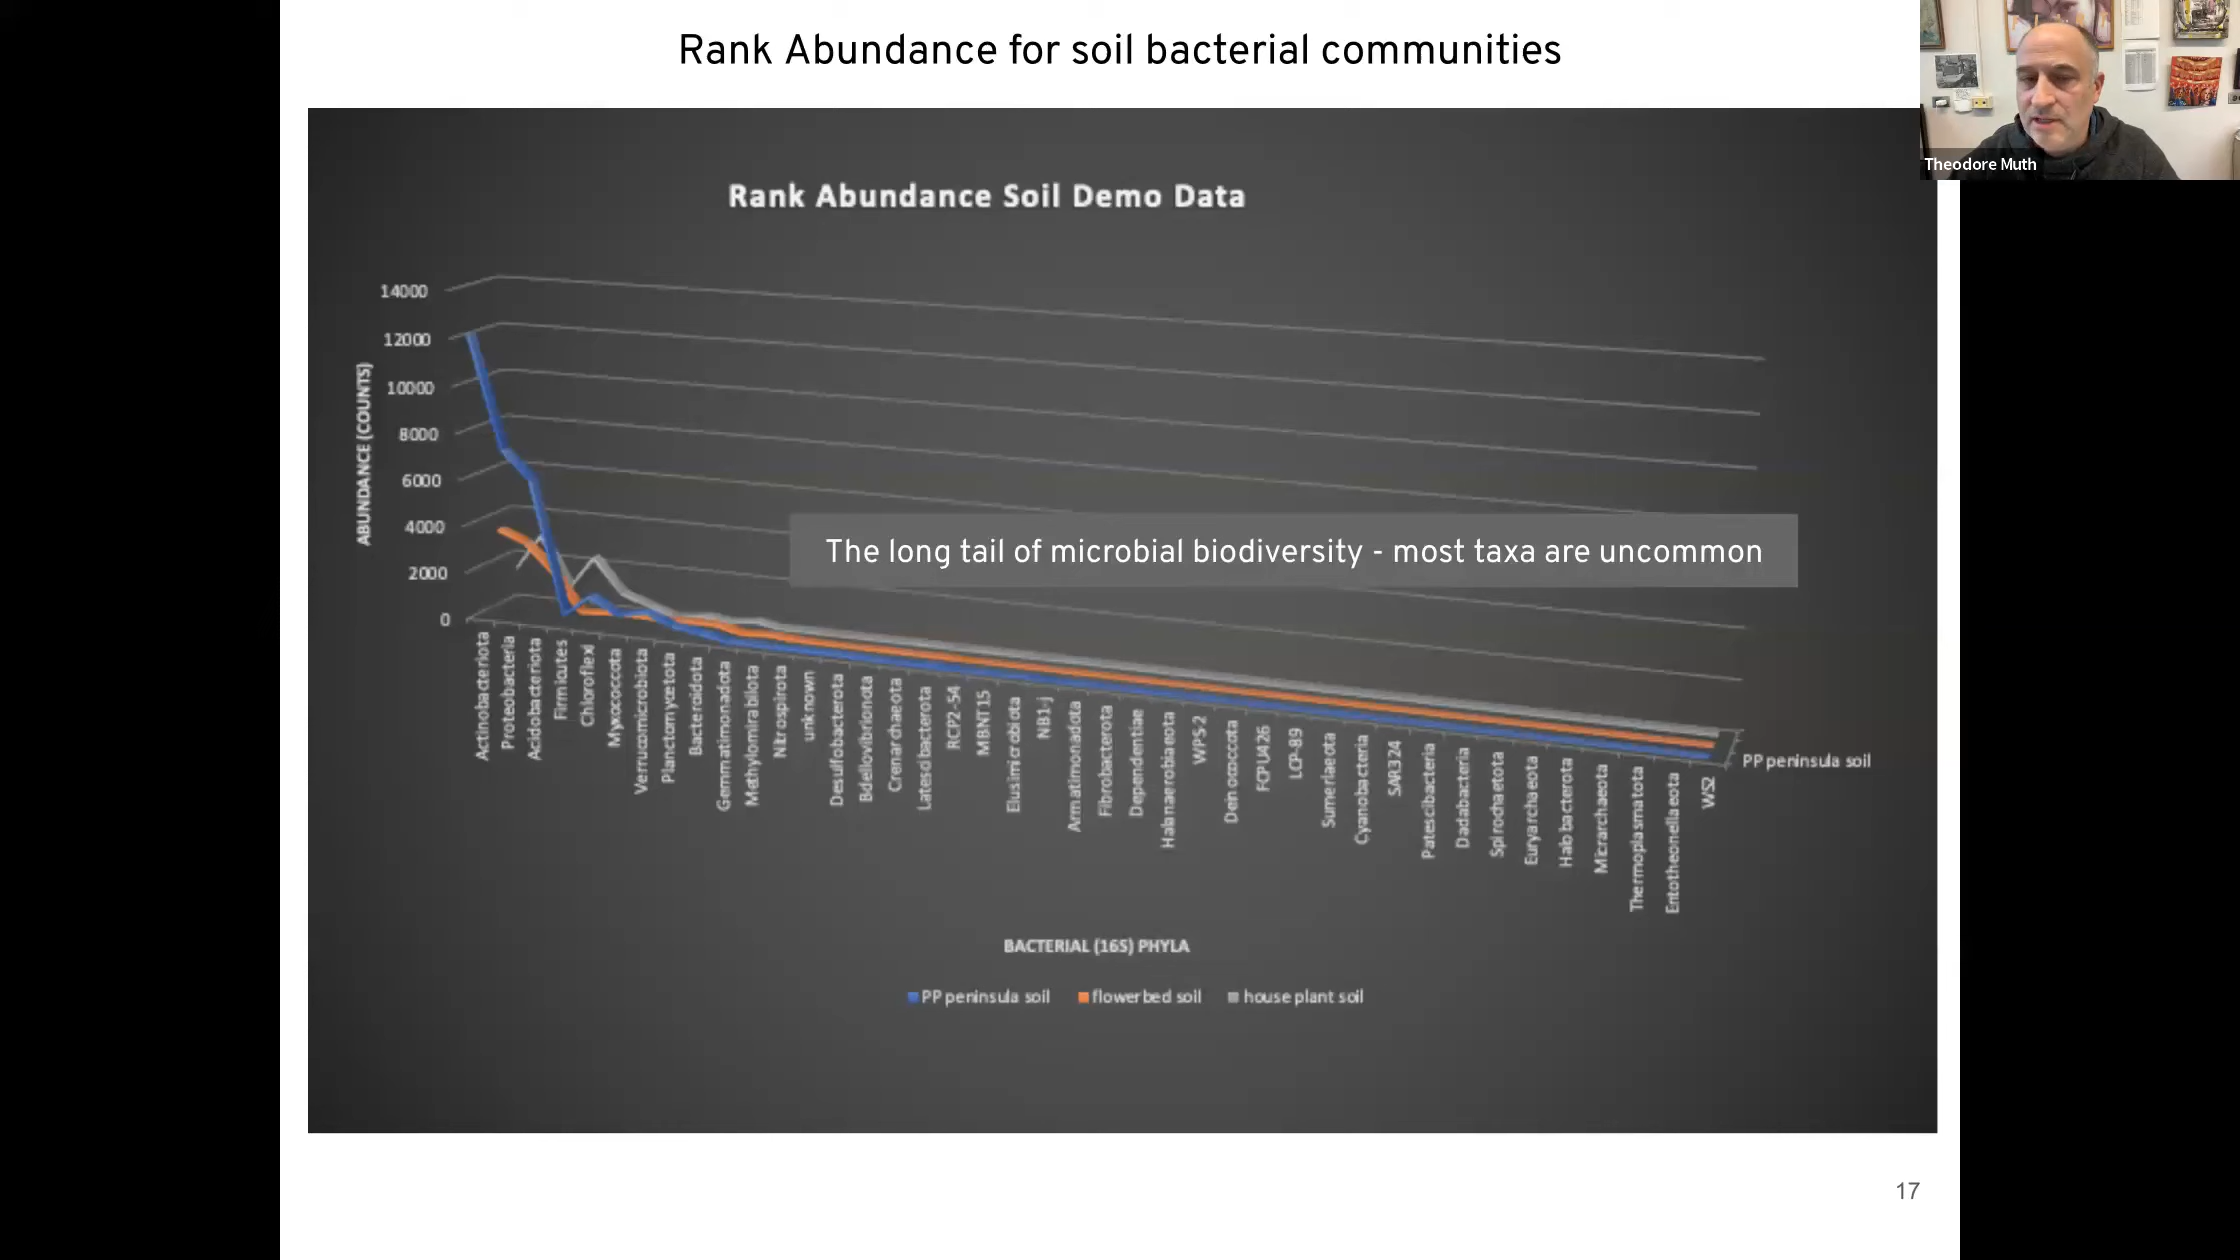 Rank Abundance for soil bacterial communities
Theodore Muth
Rank Abundance Soil Demo Data
ABUNDANCE (COUNTS)
14000
12000
10000
8000
6000
4000
2000
0
The long tail of microbial biodiversity - most taxa are uncommon
Actinobacteriota
Proteobacteria
Acidobacteriota
Firmicutes
Chloroflexi
Myxococcota
Verrucomicrobiota
Planctomycetota
Bacteroidota
Gemmatimonadota
Methylomirabilota
Nitrospirota
unknown
Desulfobacterota
Bdellovibrionota
Crenarchaeota
Latescibacterota
RCP2-54
MBNT15
Elusimicrobiota
NB1-j
Armatimonadota
Fibrobacterota
Dependentiae
Halanaerobiaeota
WPS-2
Deinococcota
FCPU426
LCP-89
Sumerlaeota
Cyanobacteria
SAR324
Patescibacteria
Dadabacteria
Spirochaetota
Euryarchaeota
Halobacterota
Micrarchaeota
Thermoplasmatota
Entotheonellaeota
WS2
PP peninsula soil
BACTERIAL (16S) PHYLA
PP peninsula soil flowerbed soil house plant soil
17